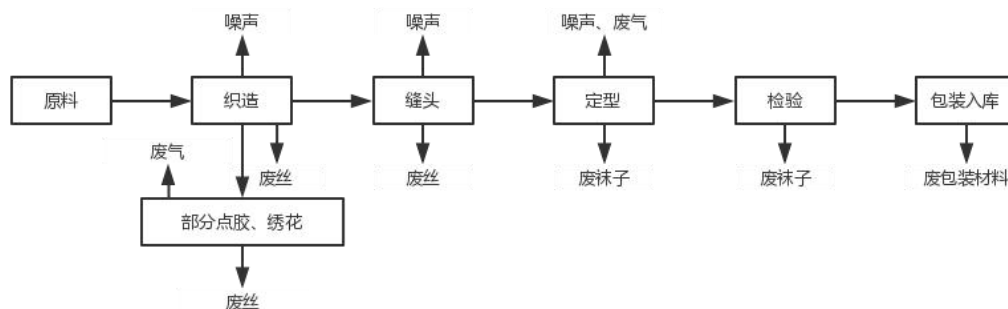 噪声
噪声
噪声、废气
原料
织造
缝头
定型
检验
包装入库
废气
废丝
废丝
废袜子
废袜子
废包装材料
部分点胶、绣花
废丝